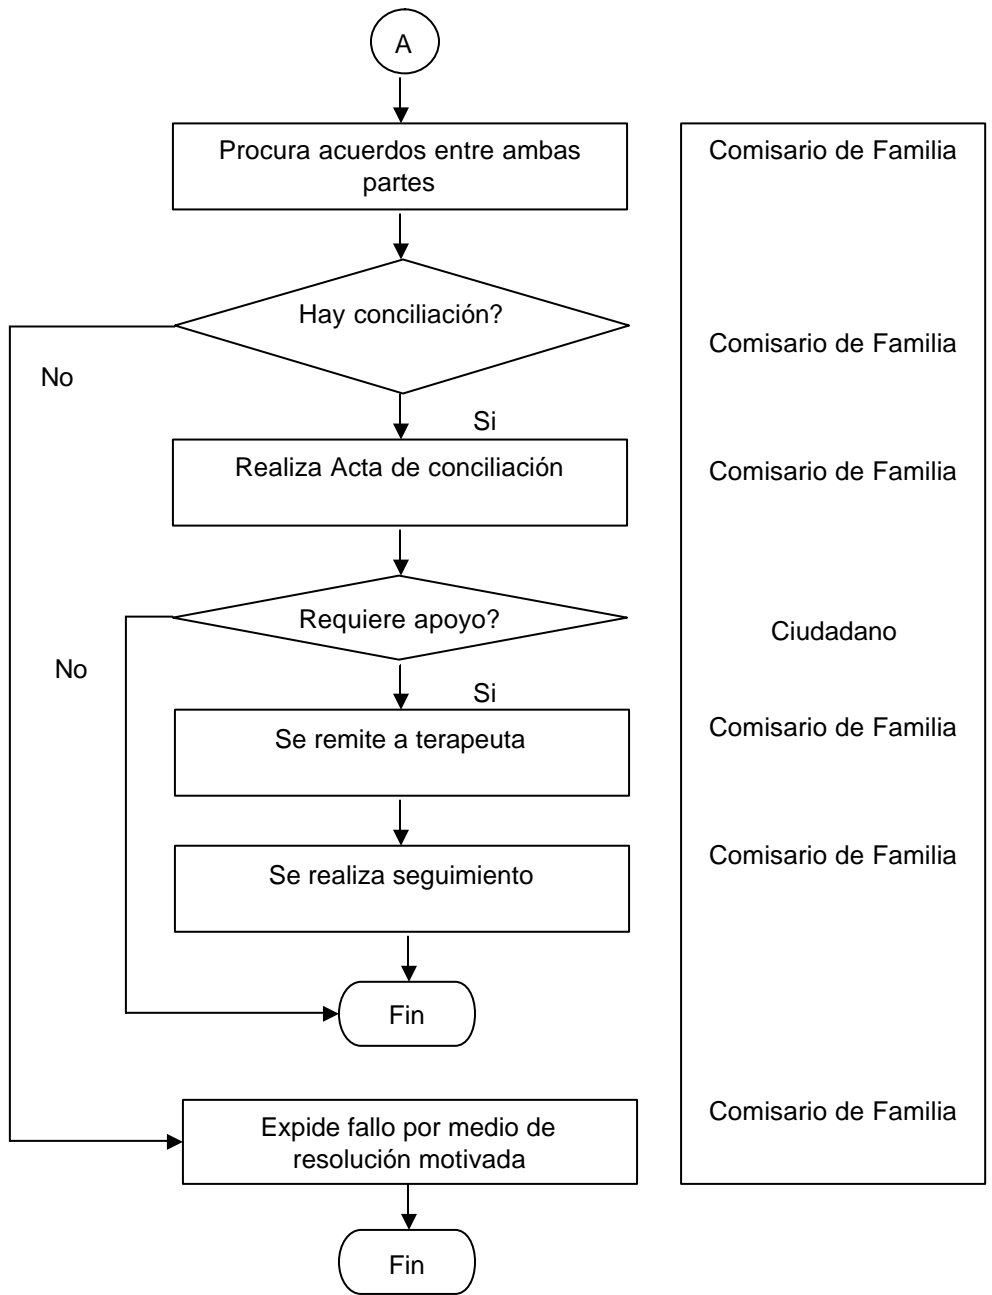 A
Procura acuerdos entre ambas
partes
Comisario de Familia
Hay conciliación?
Comisario de Familia
No
Si
Realiza Acta de conciliación
Comisario de Familia
Requiere apoyo?
Ciudadano
No
Si
Se remite a terapeuta
Comisario de Familia
Se realiza seguimiento
Comisario de Familia
Fin
Expide fallo por medio de
resolución motivada
Comisario de Familia
Fin